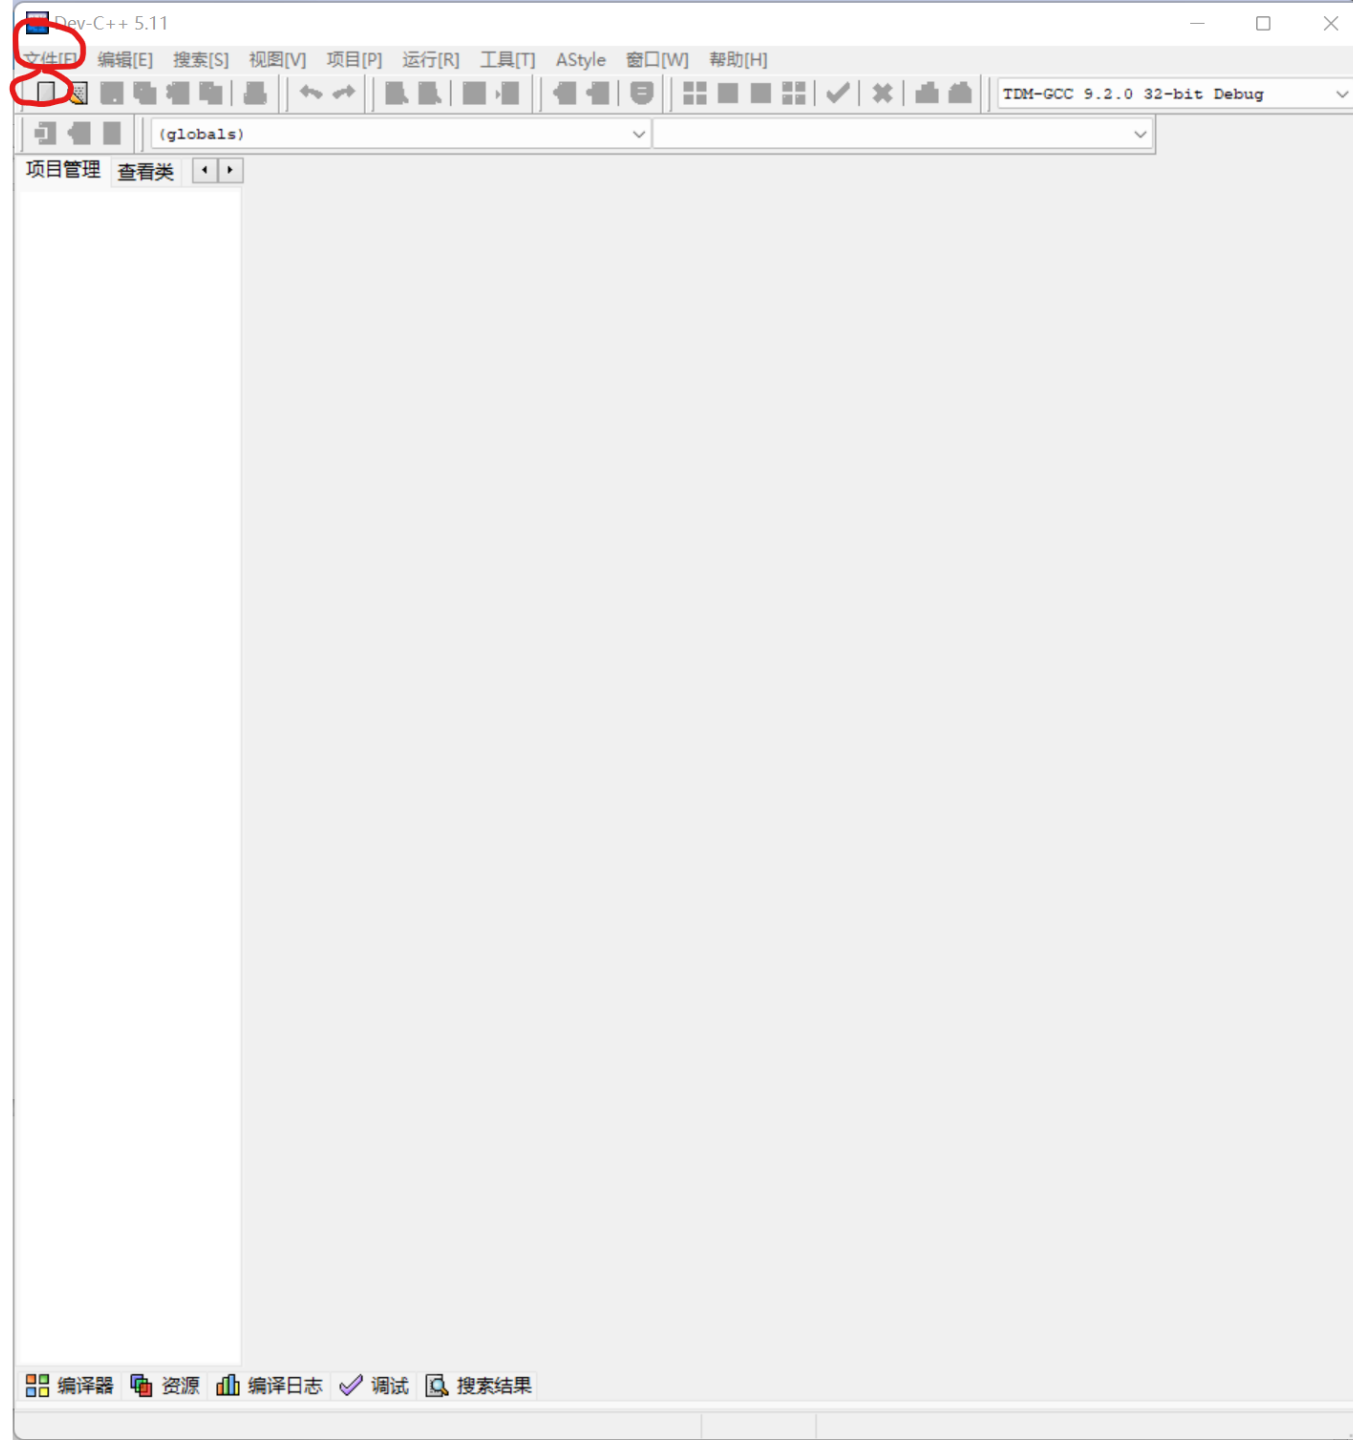 Dev-C++ 5.11
文件[F] 编辑[E] 搜索[S] 视图[V] 项目[P] 运行[R] 工具[T] AStyle 窗口[W] 帮助[H]
TDM-GCC 9.2.0 32-bit Debug
(globals)
项目管理 查看类
编译器 资源 编译日志 调试 搜索结果